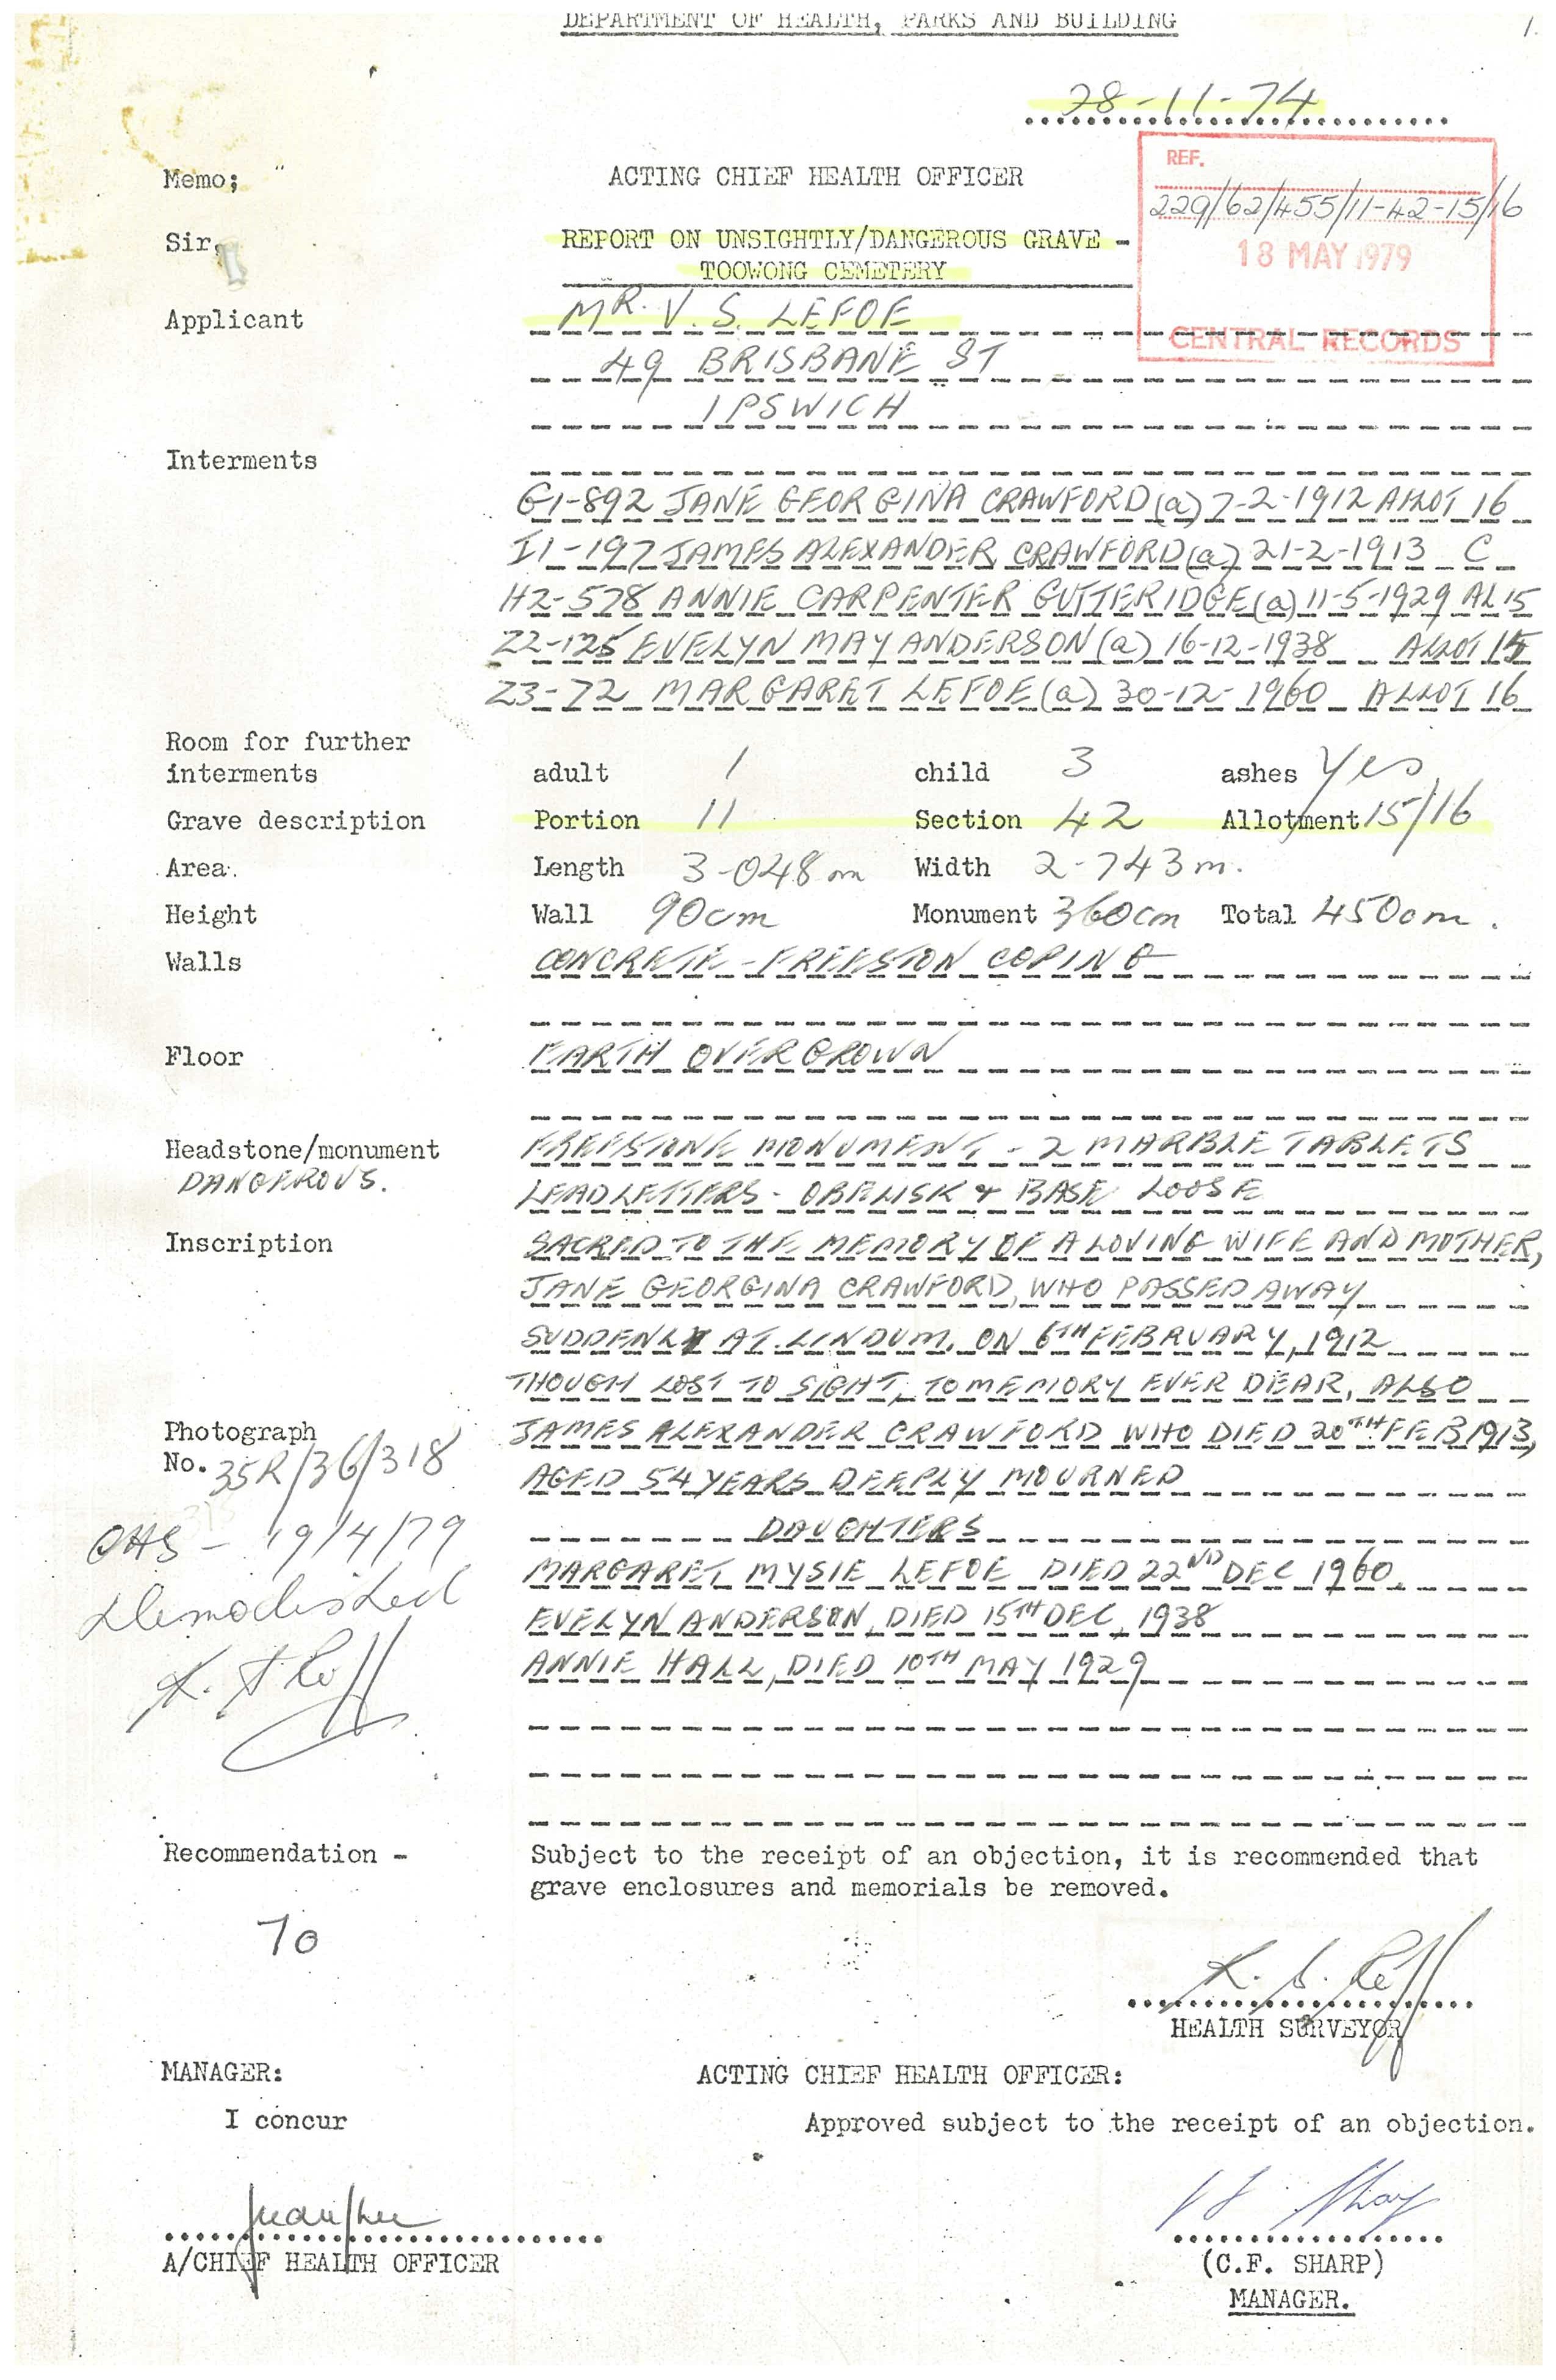 DEPARTMENT OF HEALTH, PARKS AND BUILDING
1.
28-11-74
REF.
Memo;
ACTING CHIEF HEALTH OFFICER
229/62/455/11-42-15/16
Sir,
REPORT ON UNSIGHTLY/DANGEROUS GRAVE -
18 MAY 1979
TOOWONG CEMETERY
Applicant
MR. V. S. LEFOE
CENTRAL RECORDS
49 BRISBANE ST
IPSWICH
Interments
G1-892 JANE GEORGINA CRAWFORD (a) 7-2-1912 ALLOT 16
I1-197 JAMES ALEXANDER CRAWFORD (a) 21-2-1913 C
H2-578 ANNIE CARPENTER GUTTERIDGE (a) 11-5-1929 AL 15
Z2-125 EVELYN MAY ANDERSON (a) 16-12-1938 ALLOT 15
Z3-72 MARGARET LEFOE (a) 30-12-1960 ALLOT 16
Room for further
interments adult 1 child 3 ashes Yes
Grave description Portion 11 Section 42 Allotment 15/16
Area. Length 3-048m Width 2-743m.
Height Wall 90cm Monument 360cm Total 450cm.
Walls CONCRETE - FREESTON COPING
Floor EARTH OVERGROWN
Headstone/monument FREESTONE MONUMENT - 2 MARBLE TABLETS
DANGEROUS. LEAD LETTERS - OBELISK & BASE LOOSE
Inscription SACRED TO THE MEMORY OF A LOVING WIFE AND MOTHER,
JANE GEORGINA CRAWFORD, WHO PASSED AWAY
SUDDENLY AT LINDUM, ON 6TH FEBRUARY, 1912
THOUGH LOST TO SIGHT, TO MEMORY EVER DEAR. ALSO
Photograph JAMES ALEXANDER CRAWFORD WHO DIED 20TH FEB 1913,
No. 35R/36/318
AGED 54 YEARS DEEPLY MOURNED
DAUGHTERS
19/4/79
MARGARET MYSIE LEFOE DIED 22ND DEC 1960.
Demolished
EVELYN ANDERSON, DIED 15TH DEC, 1938
ANNIE HALL, DIED 10TH MAY 1929
Recommendation - Subject to the receipt of an objection, it is recommended that
grave enclosures and memorials be removed.
70
HEALTH SURVEYOR
MANAGER: ACTING CHIEF HEALTH OFFICER:
I concur Approved subject to the receipt of an objection.
A/CHIEF HEALTH OFFICER (C.F. SHARP)
MANAGER.